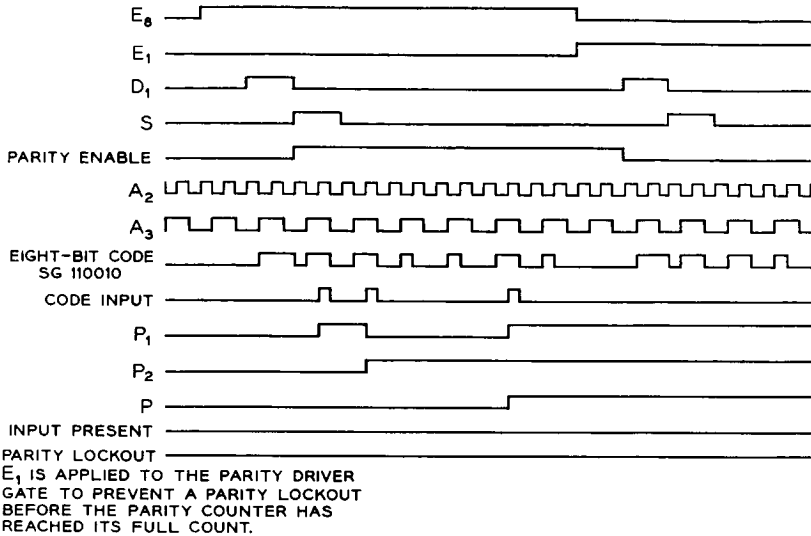 E8
E1
D1
S
PARITY ENABLE
A2
A3
EIGHT-BIT CODE
SG 110010
CODE INPUT
P1
P2
P
INPUT PRESENT
PARITY LOCKOUT
E1 IS APPLIED TO THE PARITY DRIVER
GATE TO PREVENT A PARITY LOCKOUT
BEFORE THE PARITY COUNTER HAS
REACHED ITS FULL COUNT.